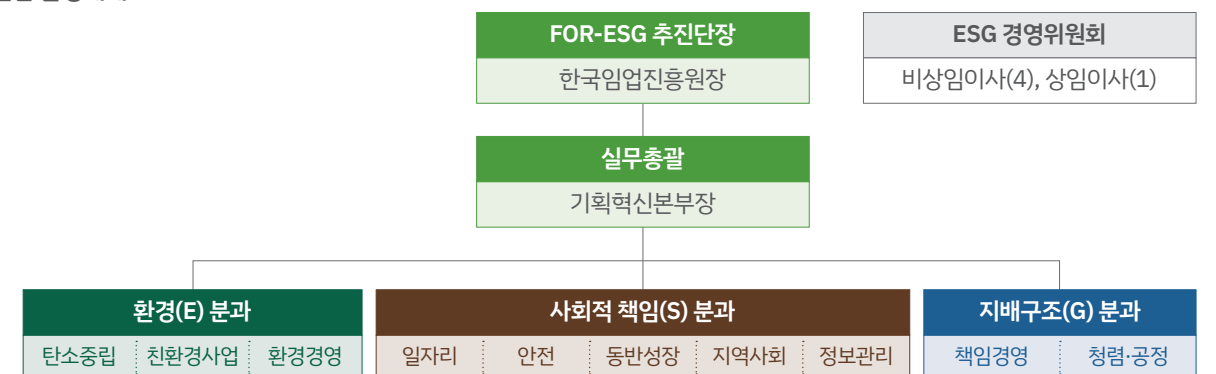 FOR-ESG 추진단장
ESG 경영위원회
한국임업진흥원장
비상임이사(4), 상임이사(1)
실무총괄
기획혁신본부장
환경(E) 분과
사회적 책임(S) 분과
지배구조(G) 분과
탄소중립 친환경사업 환경경영 일자리 안전 동반성장 지역사회 정보관리 책임경영 청렴·공정